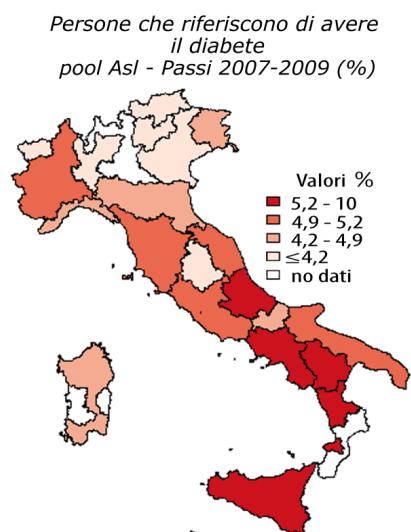 Persone che riferiscono di avere
il diabete
pool Asl - Passi 2007-2009 (%)
Valori %
5,2 - 10
4,9 - 5,2
4,2 - 4,9
≤4,2
no dati